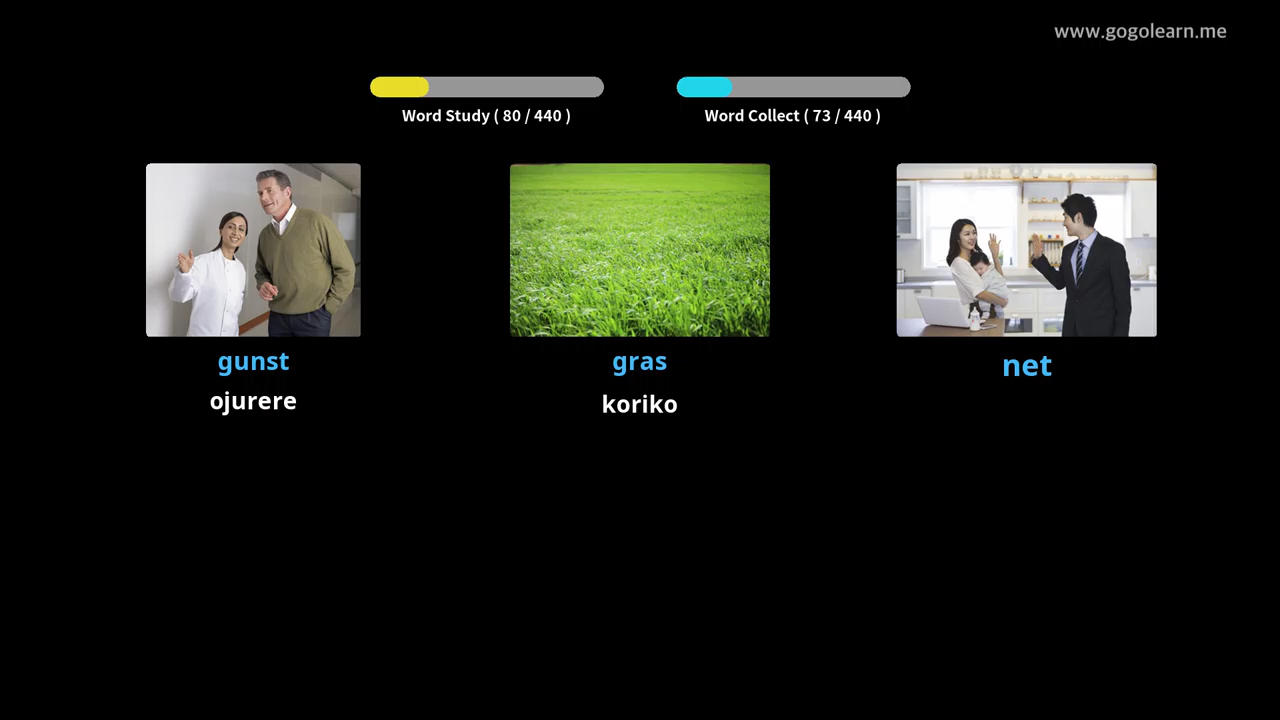 www.gogolearn.me
Word Study ( 80 / 440 )
Word Collect ( 73 / 440 )
gunst
ojurere
gras
koriko
net